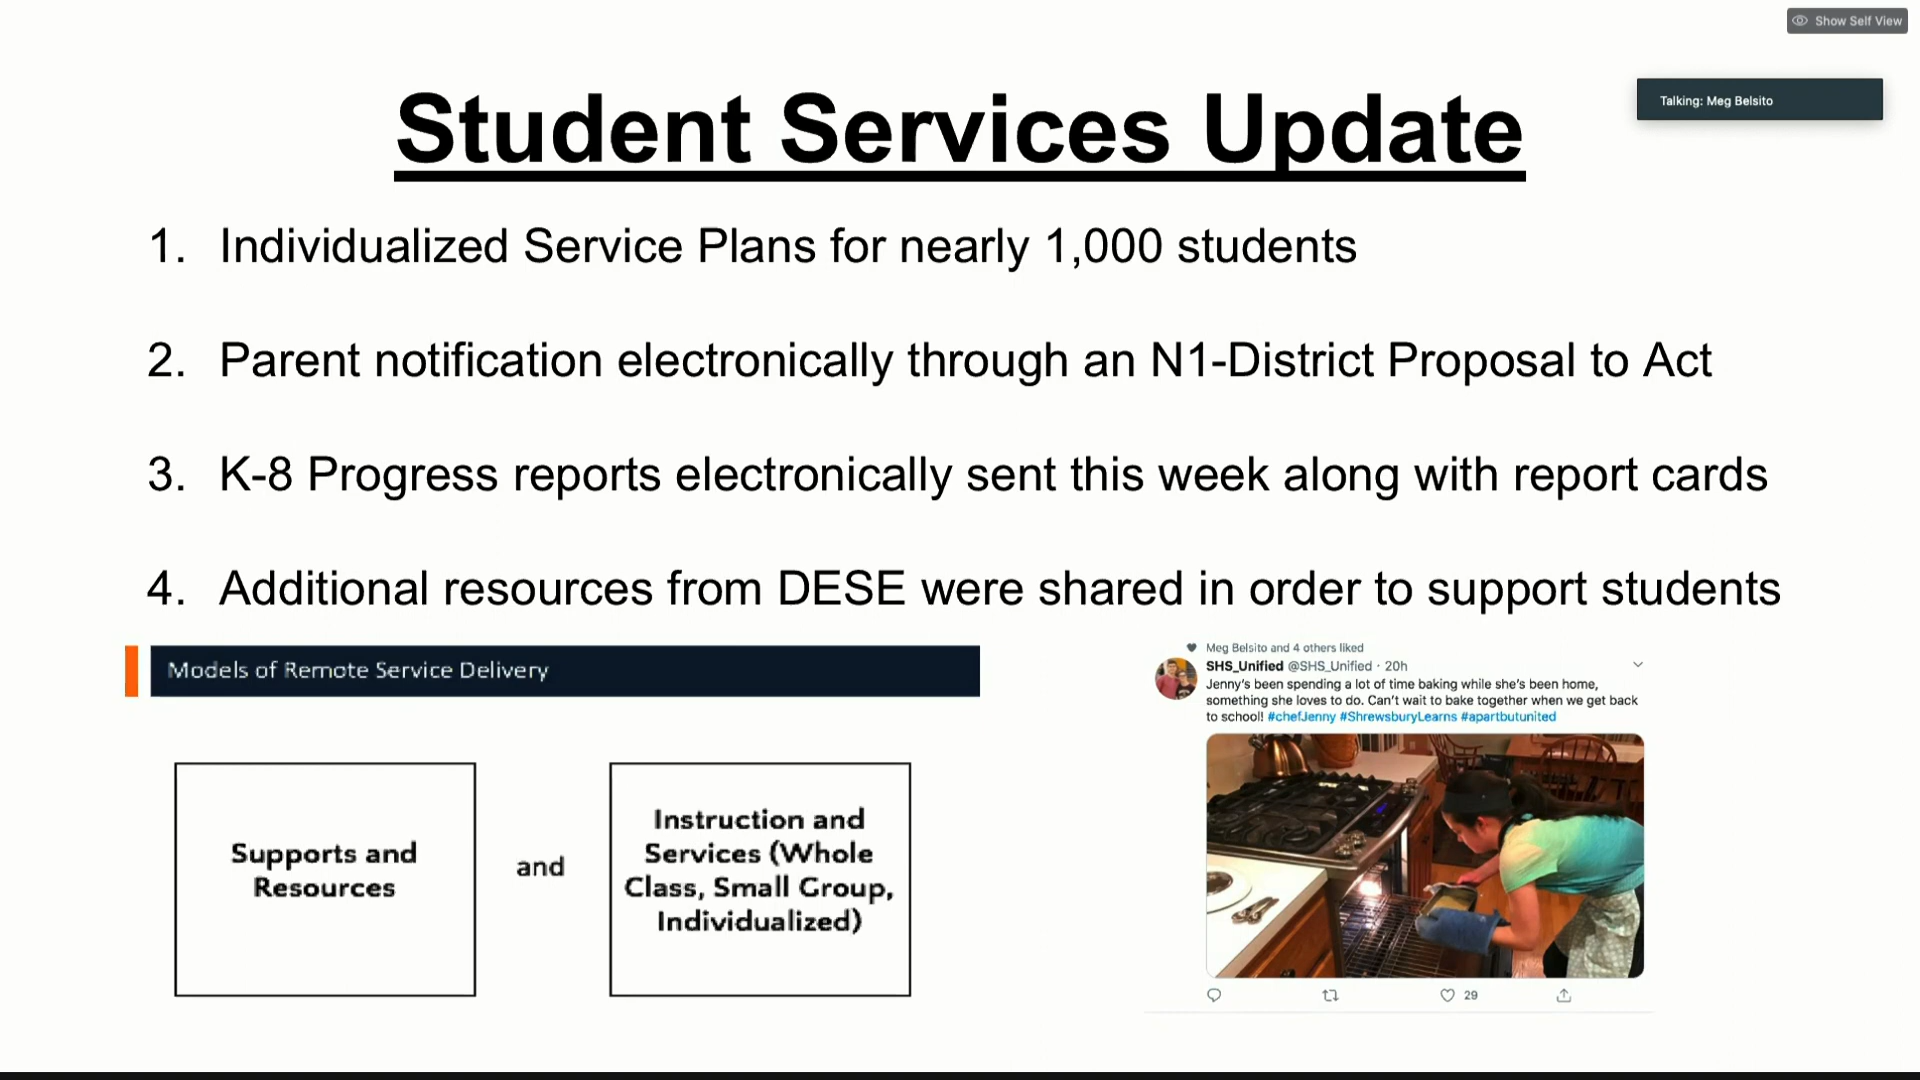 Show Self View
Talking: Meg Belsito
Student Services Update
1. Individualized Service Plans for nearly 1,000 students
2. Parent notification electronically through an N1-District Proposal to Act
3. K-8 Progress reports electronically sent this week along with report cards
4. Additional resources from DESE were shared in order to support students
Models of Remote Service Delivery
Supports and
Resources
and
Instruction and
Services (Whole
Class, Small Group,
Individualized)
Meg Belsito and 4 others liked
SHS_Unified @SHS_Unified · 20h
Jenny's been spending a lot of time baking while she's been home,
something she loves to do. Can't wait to bake together when we get back
to school! #chefJenny #ShrewsburyLearns #apartbutunited
29